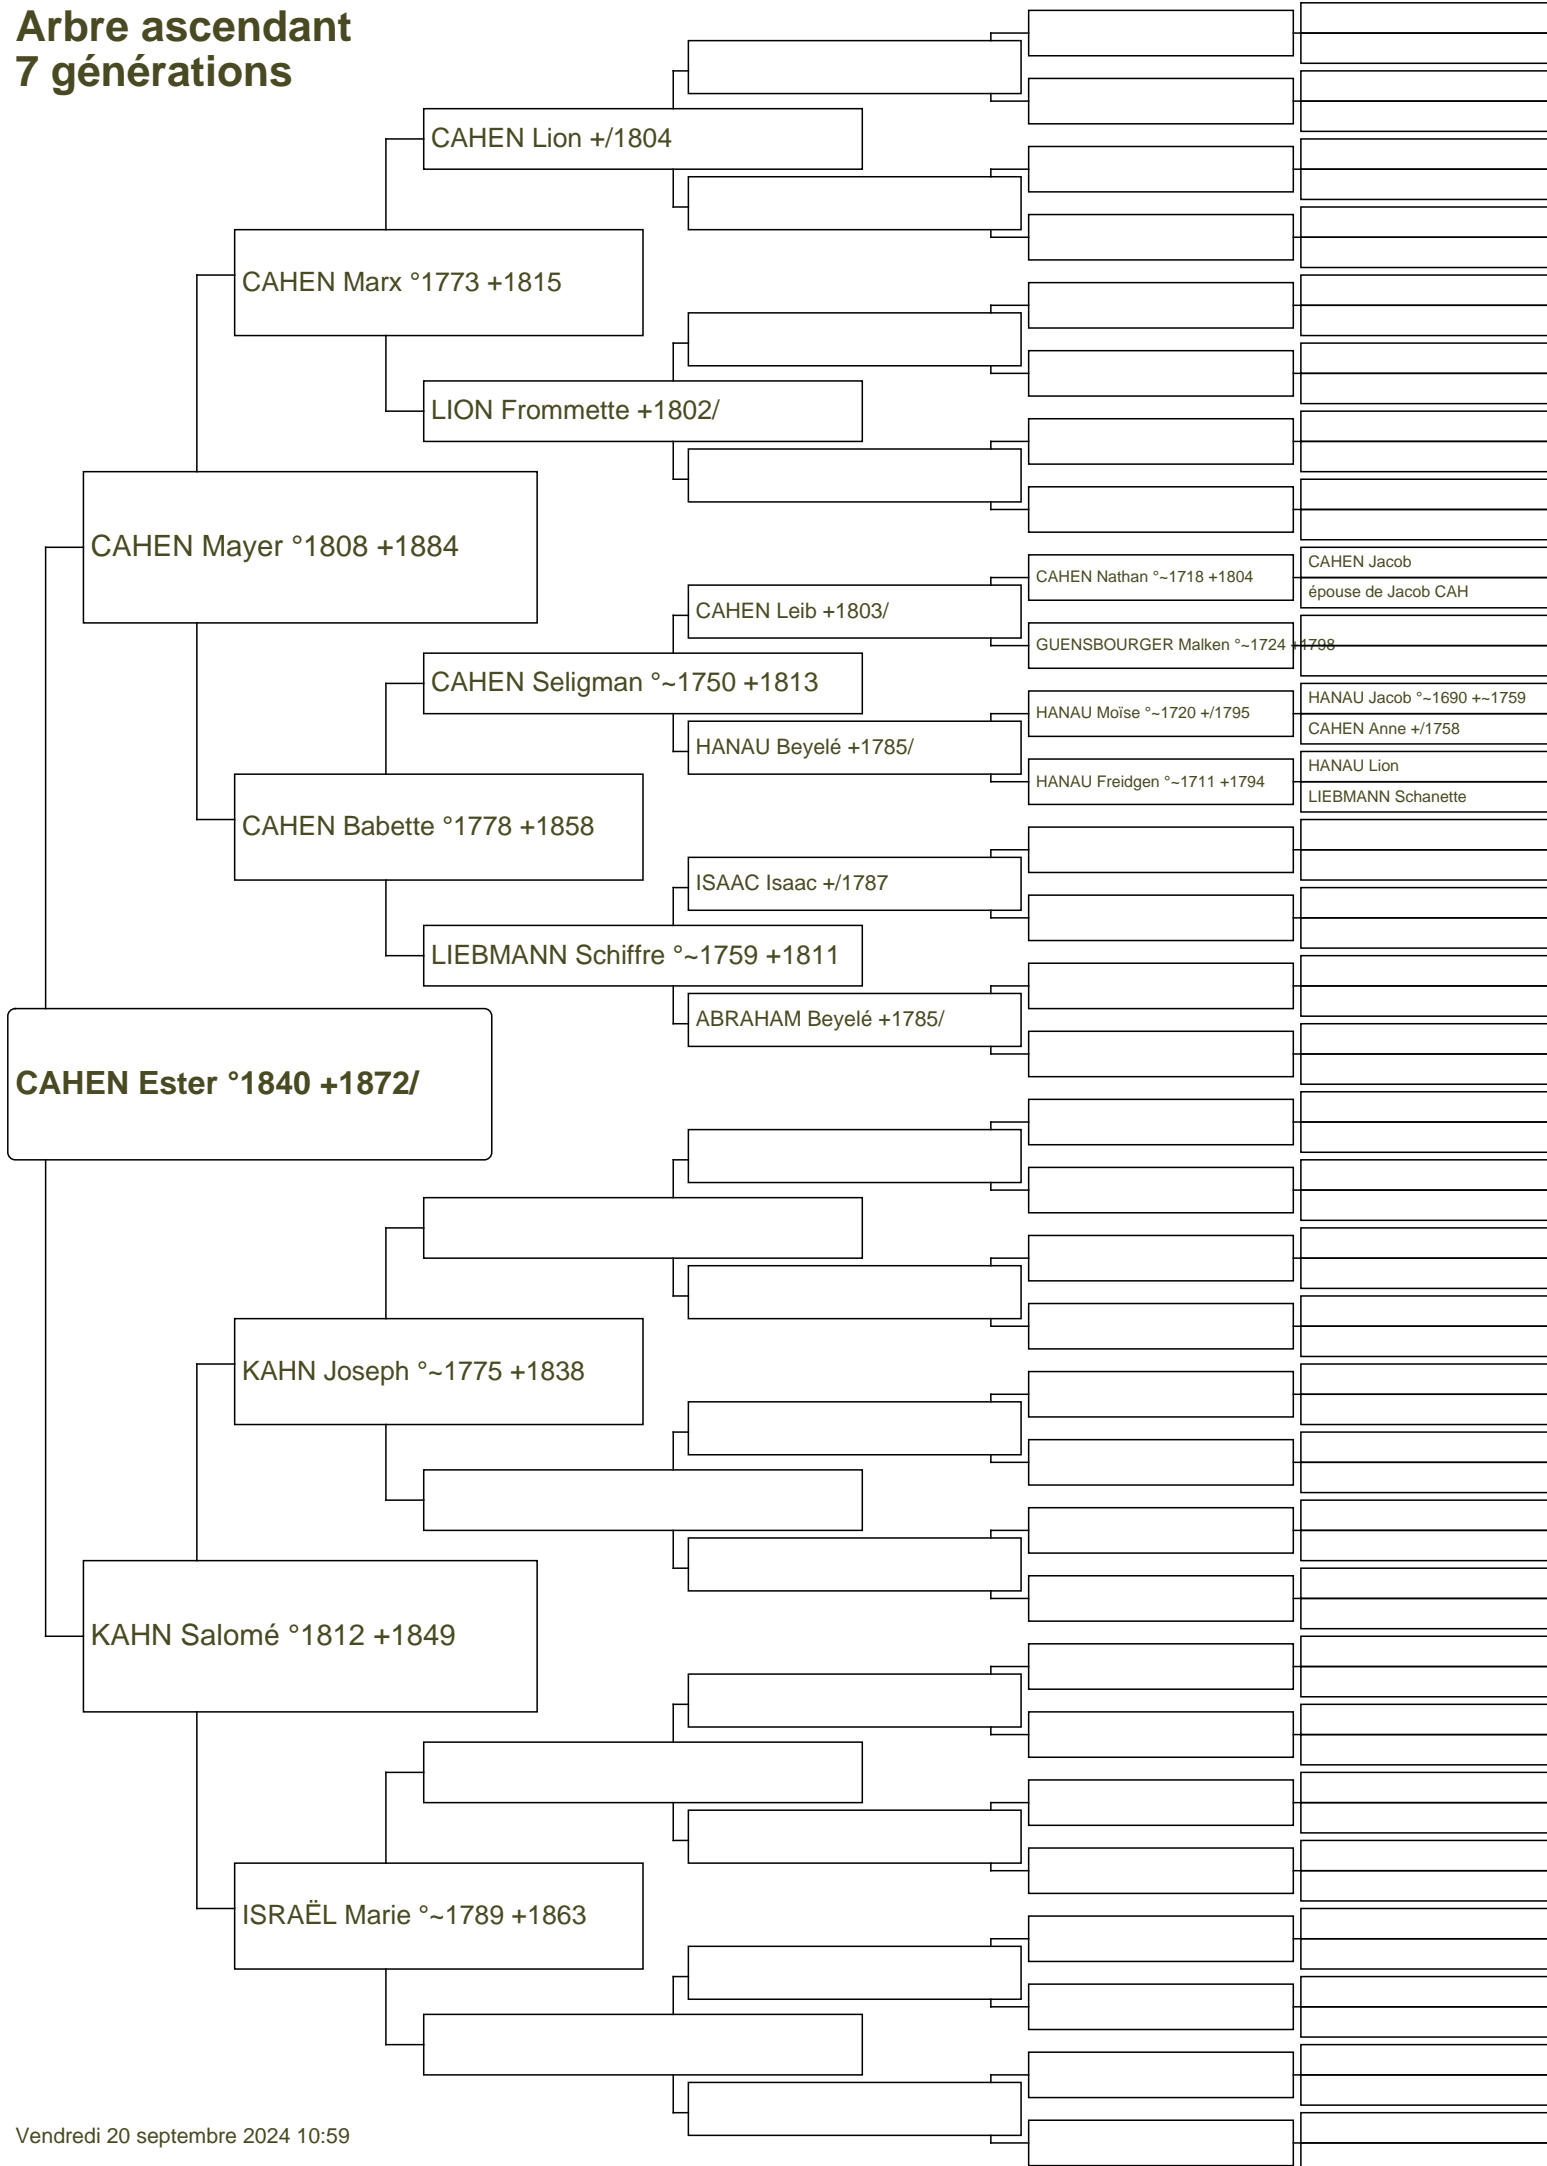 Arbre ascendant
7 générations
CAHEN Lion +/1804
CAHEN Marx °1773 +1815
LION Frommette +1802/
CAHEN Mayer °1808 +1884
CAHEN Jacob
CAHEN Nathan °~1718 +1804
épouse de Jacob CAH
CAHEN Leib +1803/
GUENSBOURGER Malken °~1724 +1798
CAHEN Seligman °~1750 +1813
HANAU Jacob °~1690 +~1759
HANAU Moïse °~1720 +/1795
CAHEN Anne +/1758
HANAU Beyelé +1785/
HANAU Lion
HANAU Freidgen °~1711 +1794
LIEBMANN Schanette
CAHEN Babette °1778 +1858
ISAAC Isaac +/1787
LIEBMANN Schiffre °~1759 +1811
ABRAHAM Beyelé +1785/
CAHEN Ester °1840 +1872/
KAHN Joseph °~1775 +1838
KAHN Salomé °1812 +1849
ISRAËL Marie °~1789 +1863
Vendredi 20 septembre 2024 10:59